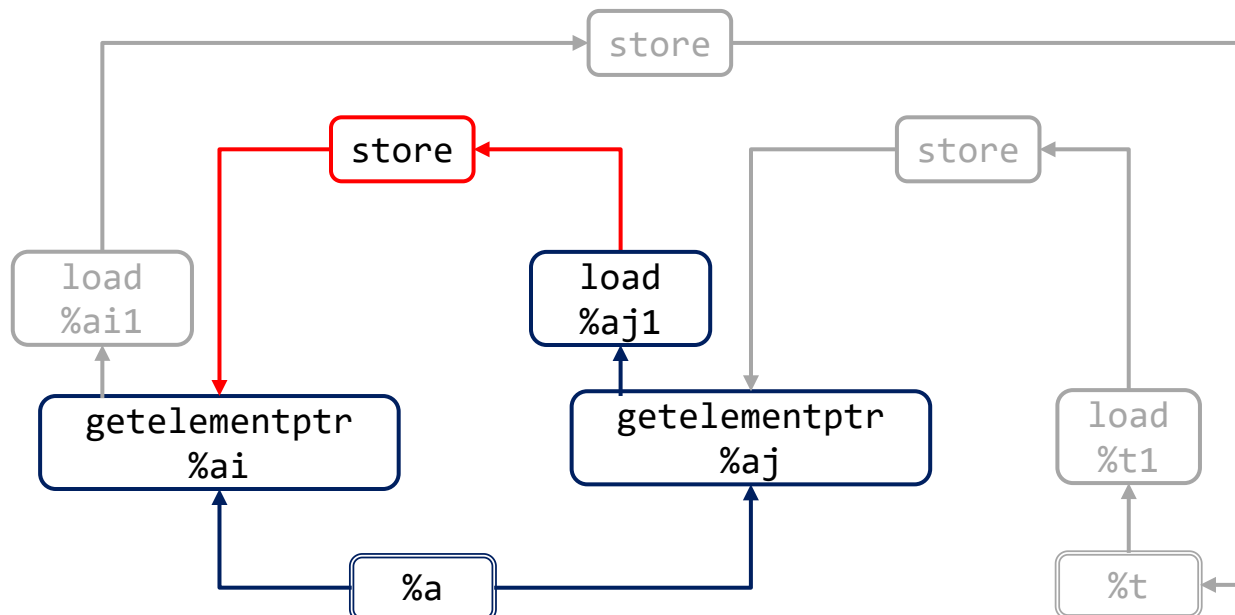 store
store
store
load
%ai1
load
%aj1
getelementptr
%ai
getelementptr
%aj
load
%t1
%a
%t